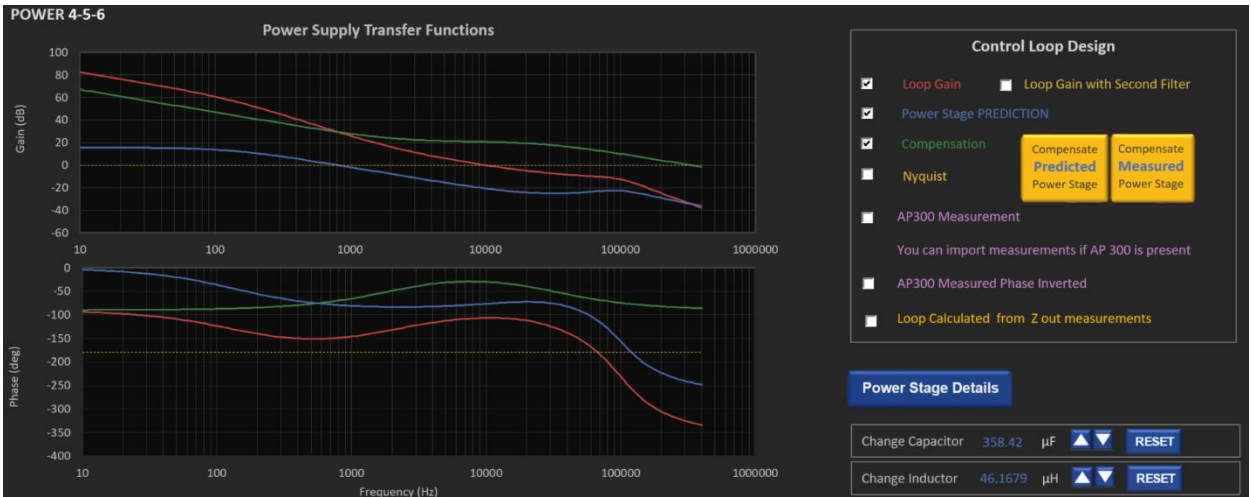 POWER 4-5-6
Power Supply Transfer Functions
Gain (dB)
100
80
60
40
20
0
-20
-40
-60
10 100 1000 10000 100000 1000000
Phase (deg)
0
-50
-100
-150
-200
-250
-300
-350
-400
10 100 1000 10000 100000 1000000
Frequency (Hz)
Control Loop Design
Loop Gain Loop Gain with Second Filter
Power Stage PREDICTION
Compensation
Nyquist
Compensate
Predicted
Power Stage
Compensate
Measured
Power Stage
AP300 Measurement
You can import measurements if AP 300 is present
AP300 Measured Phase Inverted
Loop Calculated from Z out measurements
Power Stage Details
Change Capacitor 358.42 µF RESET
Change Inductor 46.1679 µH RESET